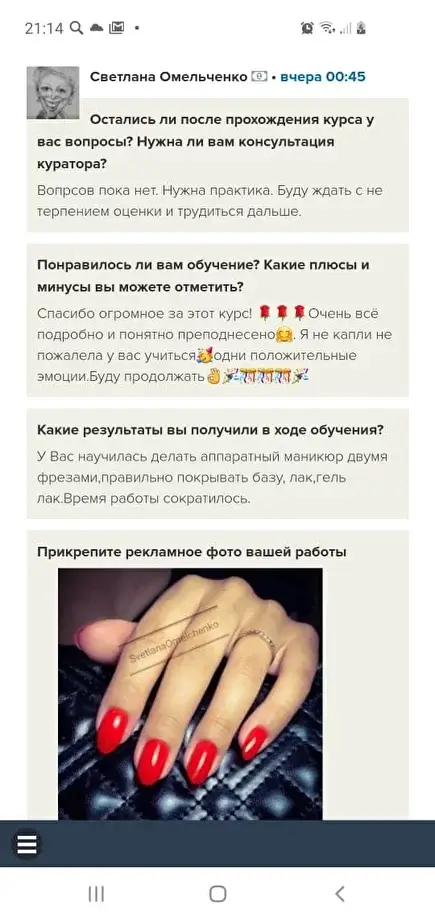 21:14
Светлана Омельченко • вчера 00:45
Остались ли после прохождения курса у
вас вопросы? Нужна ли вам консультация
куратора?
Вопрсов пока нет. Нужна практика. Буду ждать с не
терпением оценки и трудиться дальше.
Понравилось ли вам обучение? Какие плюсы и
минусы вы можете отметить?
Спасибо огромное за этот курс! 🌹🌹🌹Очень всё
подробно и понятно преподнесено🤗. Я не капли не
пожалела у вас учиться🥳одни положительные
эмоции.Буду продолжать👌🎉🎊🎊🎊🎉
Какие результаты вы получили в ходе обучения?
У Вас научилась делать аппаратный маникюр двумя
фрезами,правильно покрывать базу, лак,гель
лак.Время работы сократилось.
Прикрепите рекламное фото вашей работы
SvetlanaOmelchenko